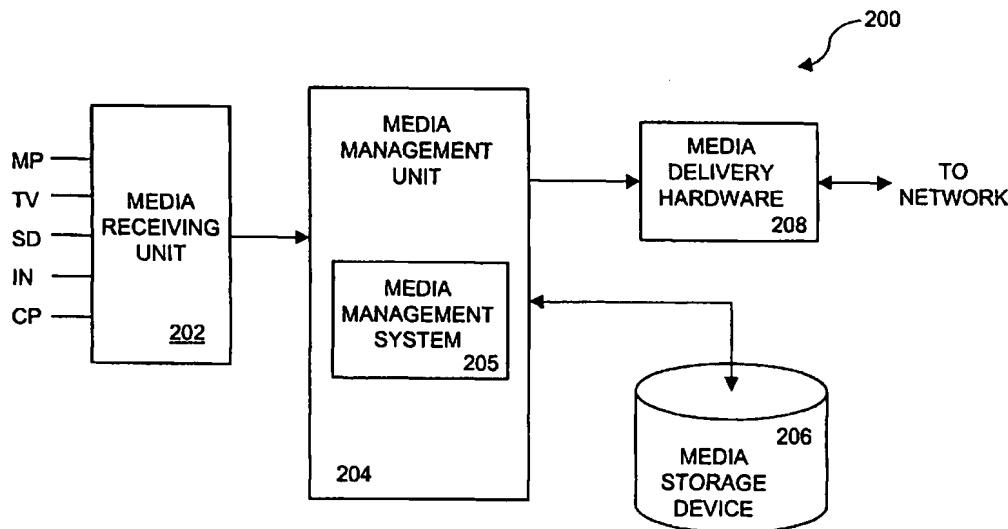 200
MP
TV
SD
IN
CP
MEDIA
RECEIVING
UNIT
202
MEDIA
MANAGEMENT
UNIT
MEDIA
MANAGEMENT
SYSTEM
205
204
MEDIA
DELIVERY
HARDWARE
208
TO
NETWORK
206
MEDIA
STORAGE
DEVICE